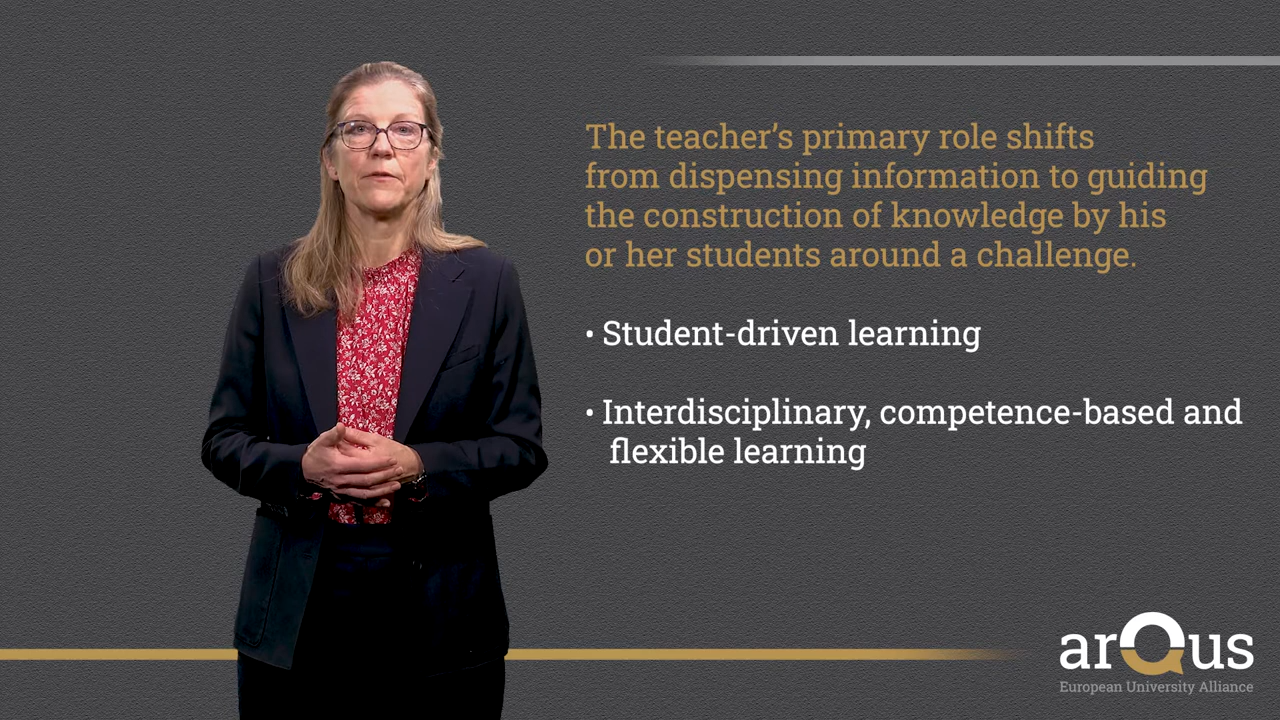 The teacher’s primary role shifts
from dispensing information to guiding
the construction of knowledge by his
or her students around a challenge.
• Student-driven learning
• Interdisciplinary, competence-based and
flexible learning
arQus
European University Alliance